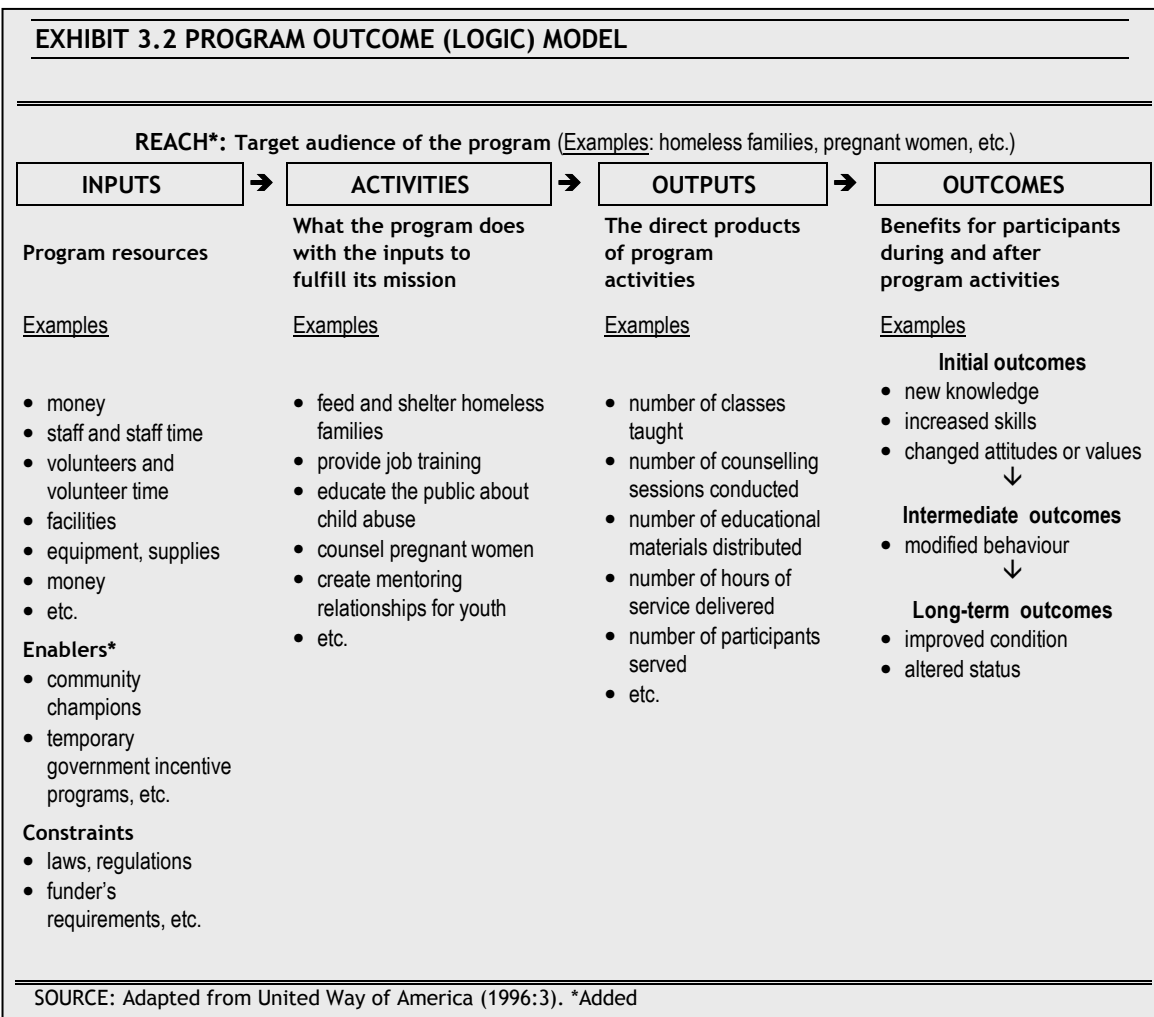 EXHIBIT 3.2 PROGRAM OUTCOME (LOGIC) MODEL
REACH*: Target audience of the program (Examples: homeless families, pregnant women, etc.)
INPUTS ➔ ACTIVITIES ➔ OUTPUTS ➔ OUTCOMES
Program resources
Examples
• money
• staff and staff time
• volunteers and
volunteer time
• facilities
• equipment, supplies
• money
• etc.
Enablers*
• community
champions
• temporary
government incentive
programs, etc.
Constraints
• laws, regulations
• funder’s
requirements, etc.
What the program does
with the inputs to
fulfill its mission
Examples
• feed and shelter homeless
families
• provide job training
• educate the public about
child abuse
• counsel pregnant women
• create mentoring
relationships for youth
• etc.
The direct products
of program
activities
Examples
• number of classes
taught
• number of counselling
sessions conducted
• number of educational
materials distributed
• number of hours of
service delivered
• number of participants
served
• etc.
Benefits for participants
during and after
program activities
Examples
Initial outcomes
• new knowledge
• increased skills
• changed attitudes or values
↓
Intermediate outcomes
• modified behaviour
↓
Long-term outcomes
• improved condition
• altered status
SOURCE: Adapted from United Way of America (1996:3). *Added